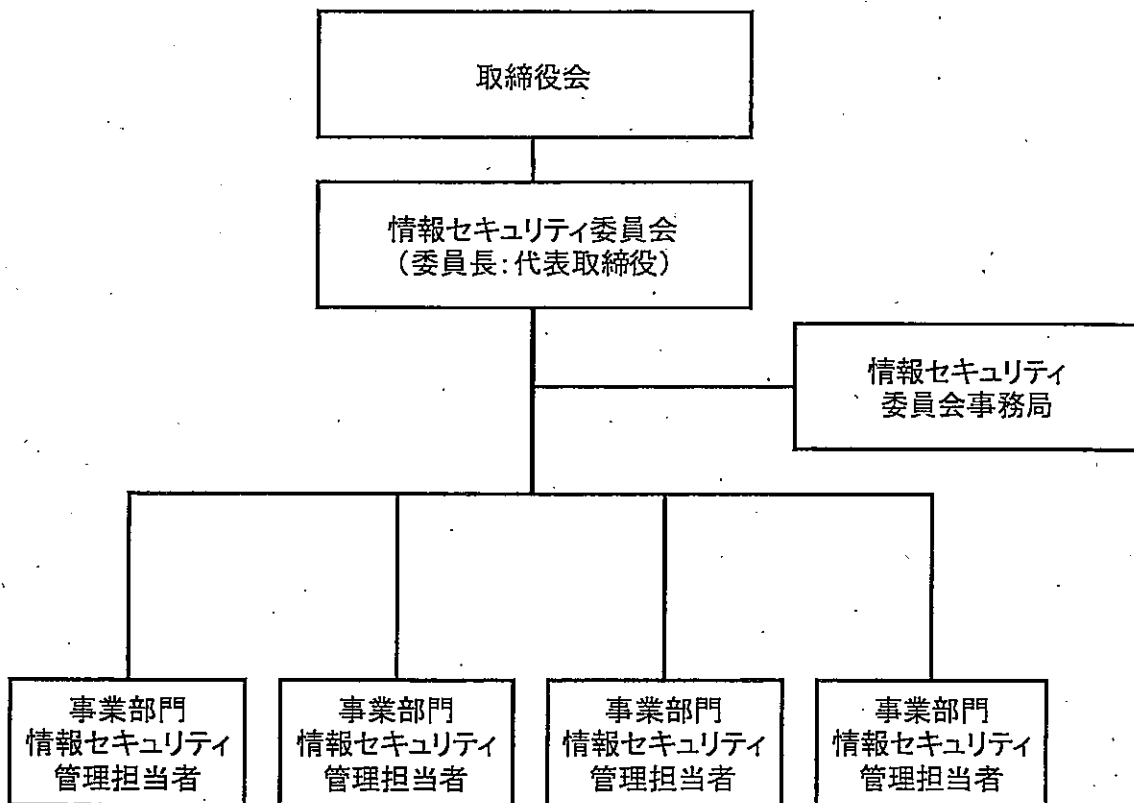 取締役会
情報セキュリティ委員会
（委員長：代表取締役）
情報セキュリティ
委員会事務局
事業部門
情報セキュリティ
管理担当者
事業部門
情報セキュリティ
管理担当者
事業部門
情報セキュリティ
管理担当者
事業部門
情報セキュリティ
管理担当者